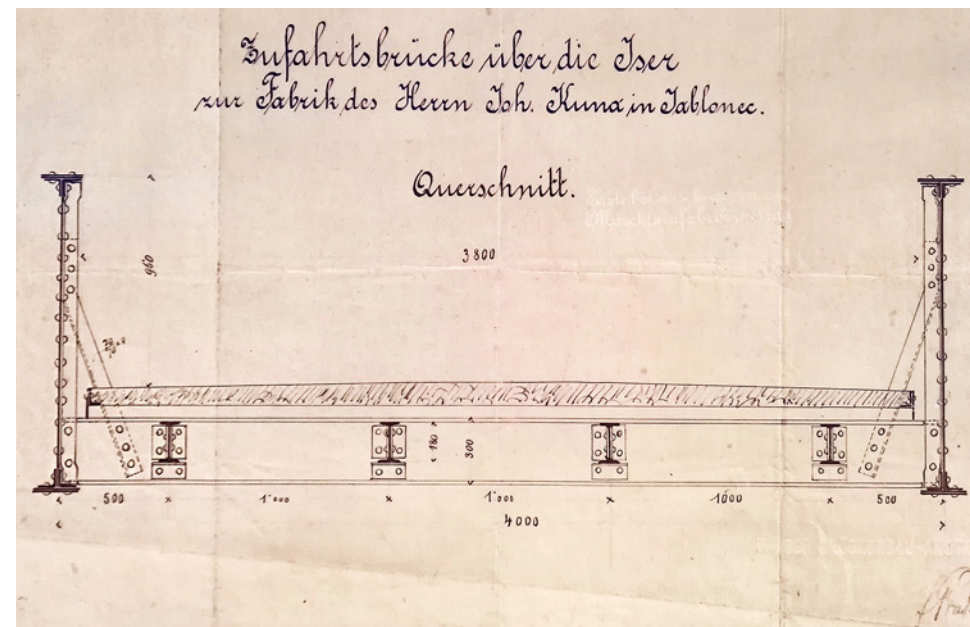 Zufahrtsbrücke über die Iser
zur Fabrik des Herrn Joh. Kunz in Jablonec.
Querschnitt.
3800
960
180
300
500 1000 1000 1000 500
4000